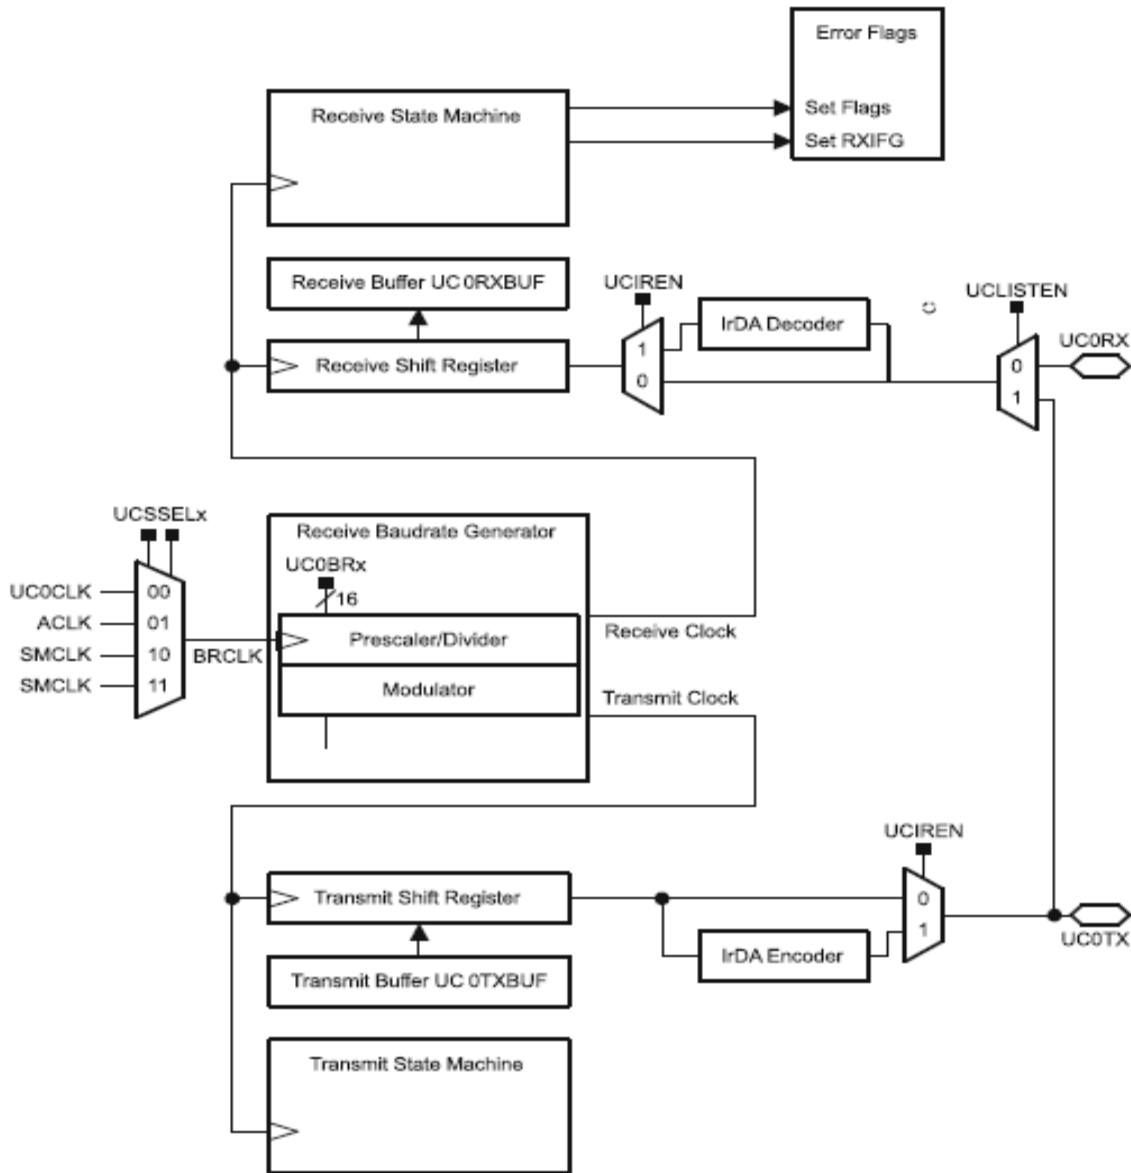 Error Flags
Set Flags
Set RXIFG
Receive State Machine
Receive Buffer UC 0RXBUF
Receive Shift Register
UCIREN
1
0
IrDA Decoder
UCLISTEN
0
1
UC0RX
UCSSELx
UC0CLK
ACLK
SMCLK
SMCLK
00
01
10
11
BRCLK
Receive Baudrate Generator
UC0BRx
16
Prescaler/Divider
Modulator
Receive Clock
Transmit Clock
UCIREN
0
1
Transmit Shift Register
IrDA Encoder
UC0TX
Transmit Buffer UC 0TXBUF
Transmit State Machine